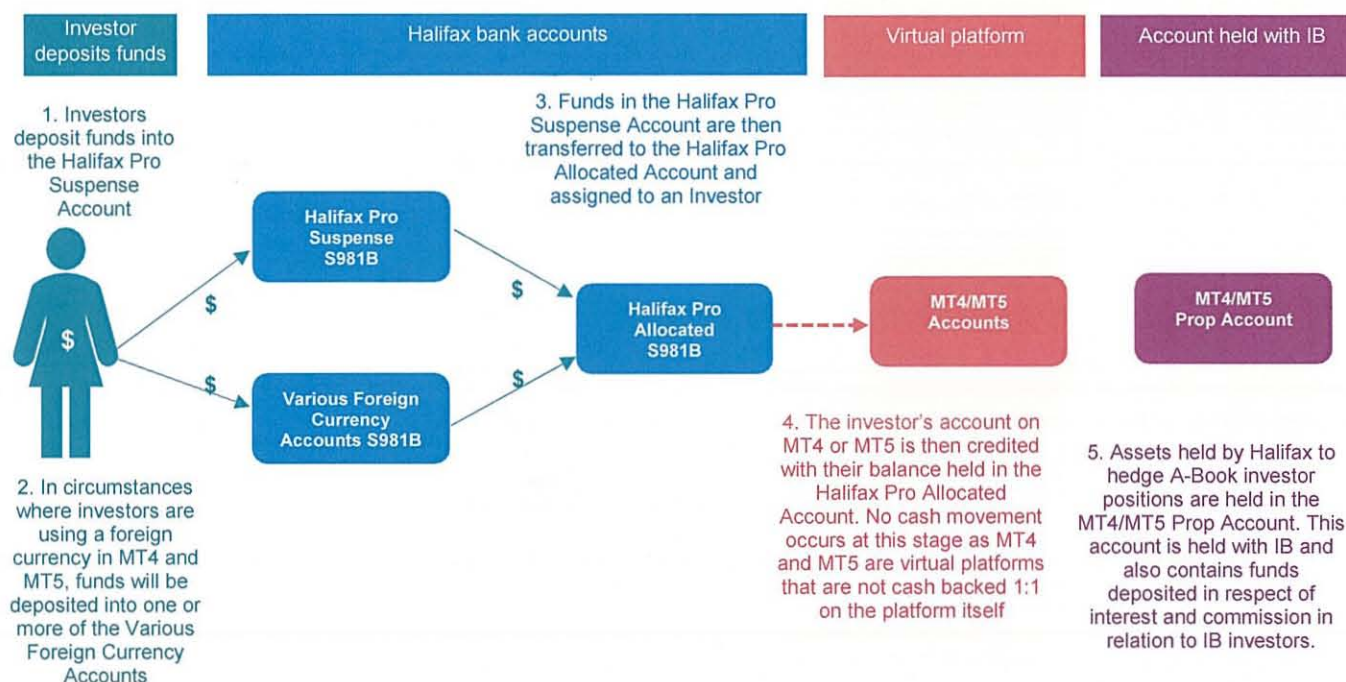 Investor
deposits funds
Halifax bank accounts
Virtual platform
Account held with IB
1. Investors
deposit funds into
the Halifax Pro
Suspense
Account
3. Funds in the Halifax Pro
Suspense Account are then
transferred to the Halifax Pro
Allocated Account and
assigned to an Investor
Halifax Pro
Suspense
S981B
$
$
$
$
$
Halifax Pro
Allocated
S981B
MT4/MT5
Accounts
MT4/MT5
Prop Account
Various Foreign
Currency
Accounts S981B
2. In circumstances
where investors are
using a foreign
currency in MT4 and
MT5, funds will be
deposited into one or
more of the Various
Foreign Currency
Accounts
4. The investor's account on
MT4 or MT5 is then credited
with their balance held in the
Halifax Pro Allocated
Account. No cash movement
occurs at this stage as MT4
and MT5 are virtual platforms
that are not cash backed 1:1
on the platform itself
5. Assets held by Halifax to
hedge A-Book investor
positions are held in the
MT4/MT5 Prop Account. This
account is held with IB and
also contains funds
deposited in respect of
interest and commission in
relation to IB investors.